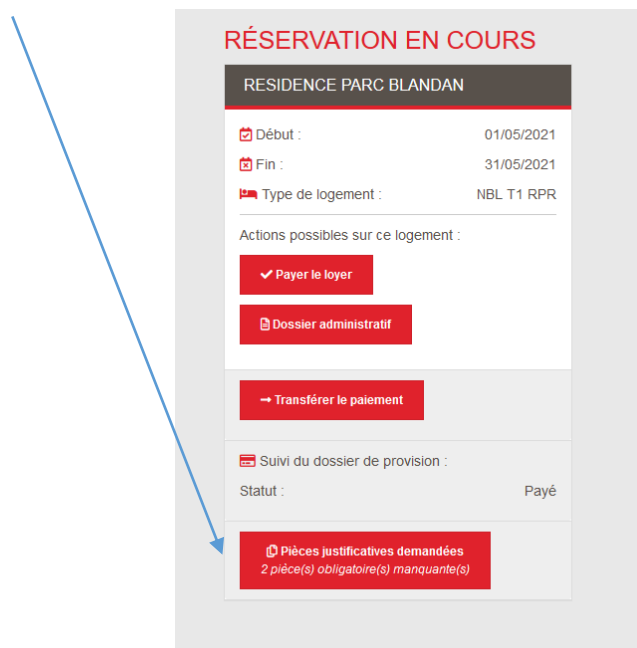 RÉSERVATION EN COURS
RESIDENCE PARC BLANDAN
Début : 01/05/2021
Fin : 31/05/2021
Type de logement : NBL T1 RPR
Actions possibles sur ce logement :
Payer le loyer
Dossier administratif
Transférer le paiement
Suivi du dossier de provision :
Statut : Payé
Pièces justificatives demandées
2 pièce(s) obligatoire(s) manquante(s)